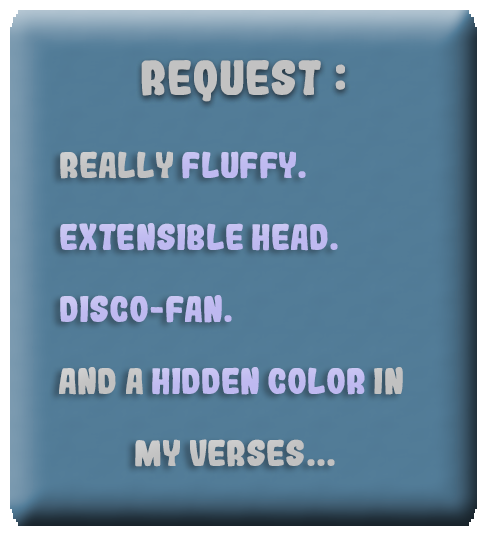 REQUEST :
REALLY FLUFFY.
EXTENSIBLE HEAD.
DISCO-FAN.
AND A HIDDEN COLOR IN
MY VERSES...